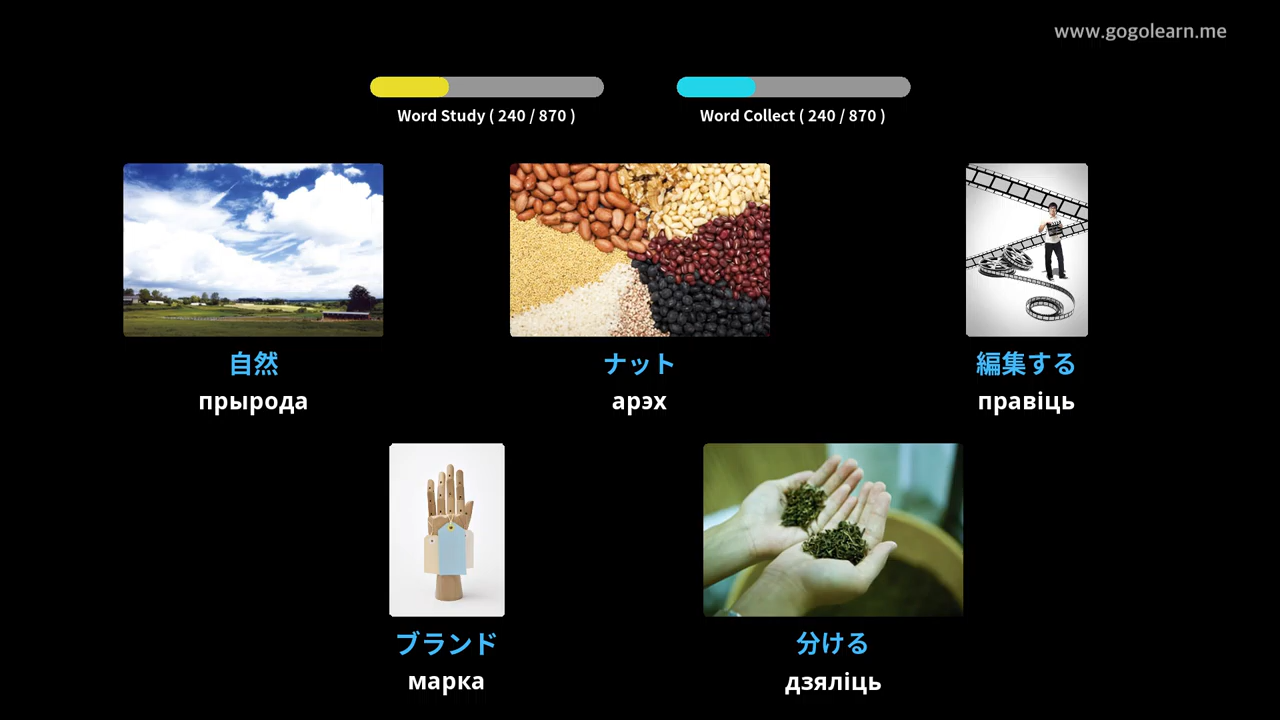 www.gogolearn.me
Word Study ( 240 / 870 )
Word Collect ( 240 / 870 )
自然
прырода
ナット
арэх
編集する
правіць
ブランド
марка
分ける
дзяліць